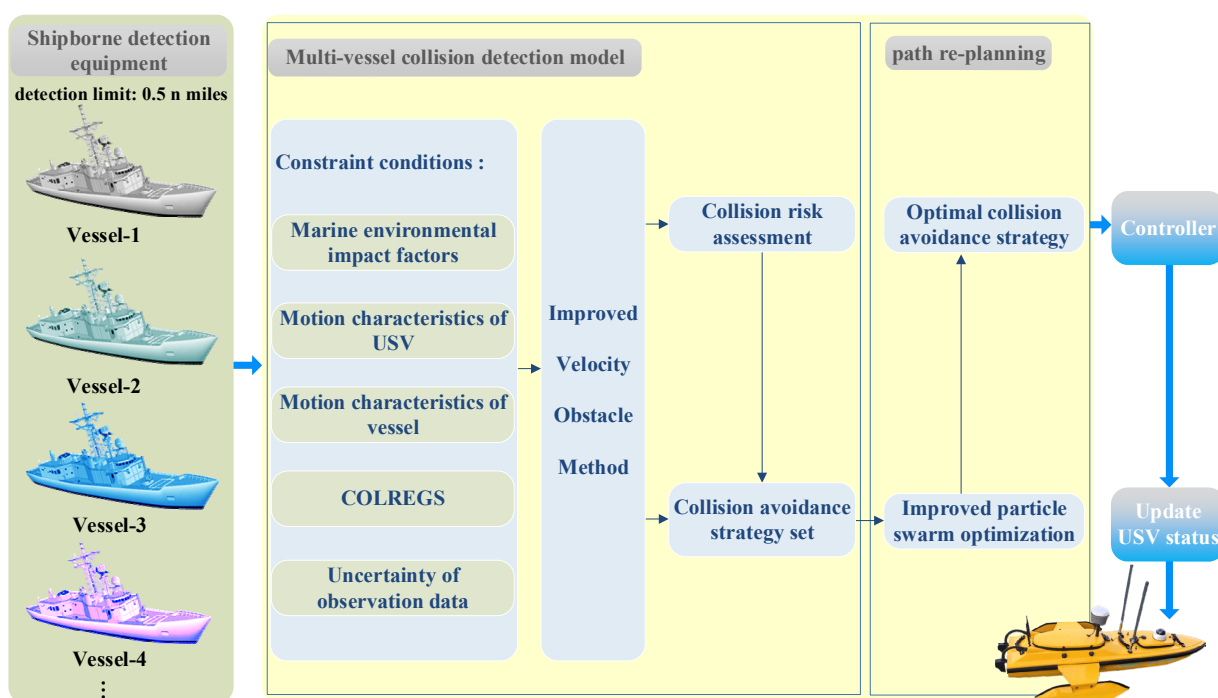 Shipborne detection
equipment
detection limit: 0.5 n miles
Vessel-1
Vessel-2
Vessel-3
Vessel-4
⋮
Multi-vessel collision detection model
Constraint conditions :
Marine environmental
impact factors
Motion characteristics of
USV
Motion characteristics of
vessel
COLREGS
Uncertainty of
observation data
Improved
Velocity
Obstacle
Method
Collision risk
assessment
Collision avoidance
strategy set
path re-planning
Optimal collision
avoidance strategy
Improved particle
swarm optimization
Controller
Update
USV status